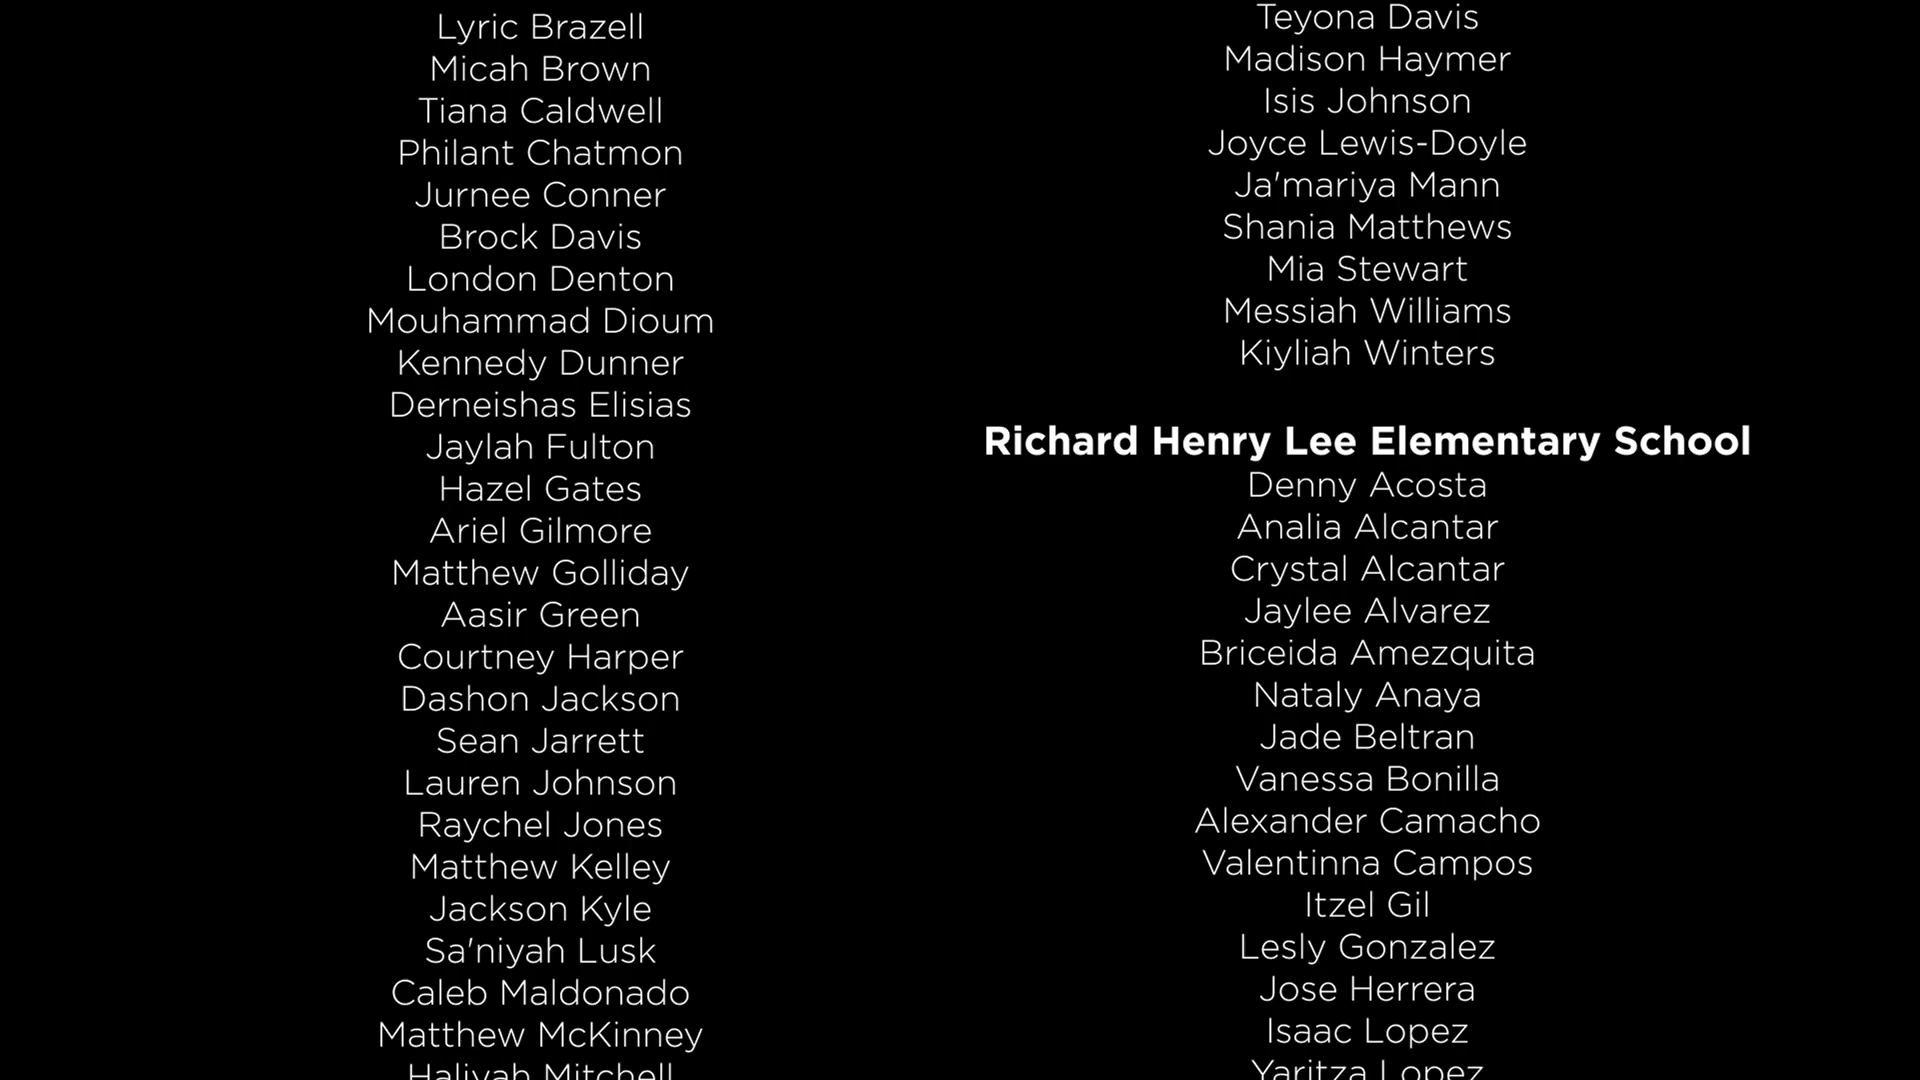 Lyric Brazell
Micah Brown
Tiana Caldwell
Philant Chatmon
Jurnee Conner
Brock Davis
London Denton
Mouhammad Dioum
Kennedy Dunner
Derneishas Elisias
Jaylah Fulton
Hazel Gates
Ariel Gilmore
Matthew Golliday
Aasir Green
Courtney Harper
Dashon Jackson
Sean Jarrett
Lauren Johnson
Raychel Jones
Matthew Kelley
Jackson Kyle
Sa'niyah Lusk
Caleb Maldonado
Matthew McKinney
Haliyah Mitchell
Teyona Davis
Madison Haymer
Isis Johnson
Joyce Lewis-Doyle
Ja'mariya Mann
Shania Matthews
Mia Stewart
Messiah Williams
Kiyliah Winters
Richard Henry Lee Elementary School
Denny Acosta
Analia Alcantar
Crystal Alcantar
Jaylee Alvarez
Briceida Amezquita
Nataly Anaya
Jade Beltran
Vanessa Bonilla
Alexander Camacho
Valentinna Campos
Itzel Gil
Lesly Gonzalez
Jose Herrera
Isaac Lopez
Yaritza Lopez